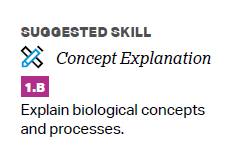 SUGGESTED SKILL
Concept Explanation
1.B
Explain biological concepts
and processes.